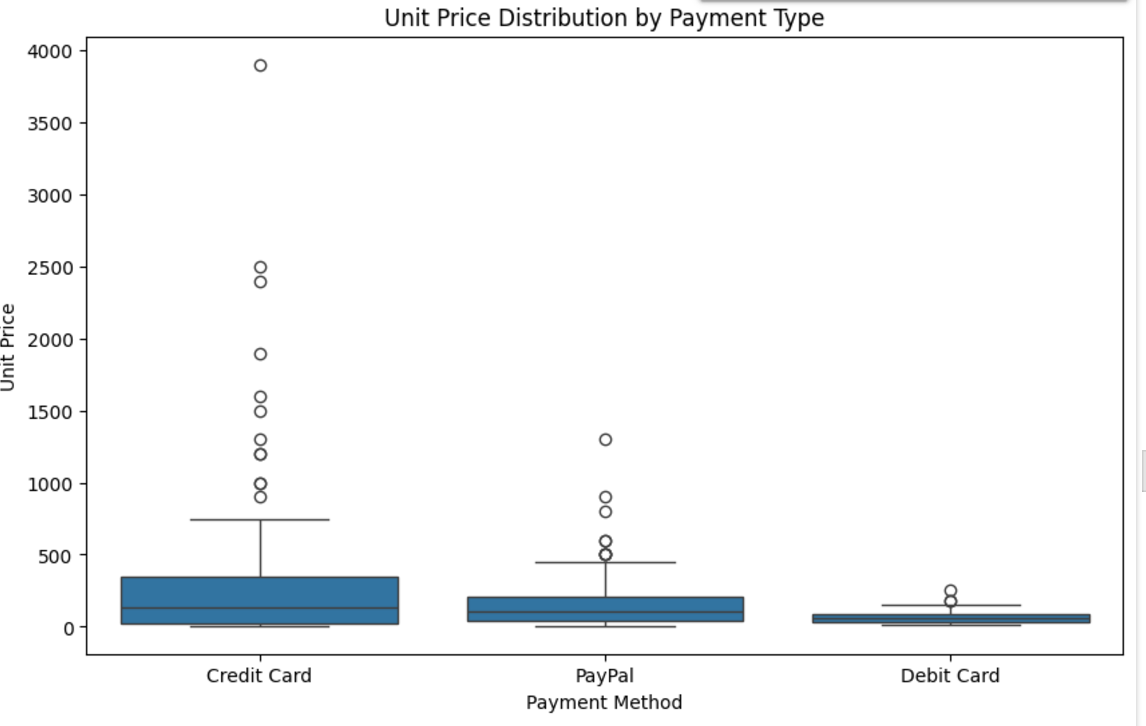 Unit Price Distribution by Payment Type
4000
3500
3000
2500
2000
1500
1000
500
0
Unit Price
Credit Card
PayPal
Debit Card
Payment Method